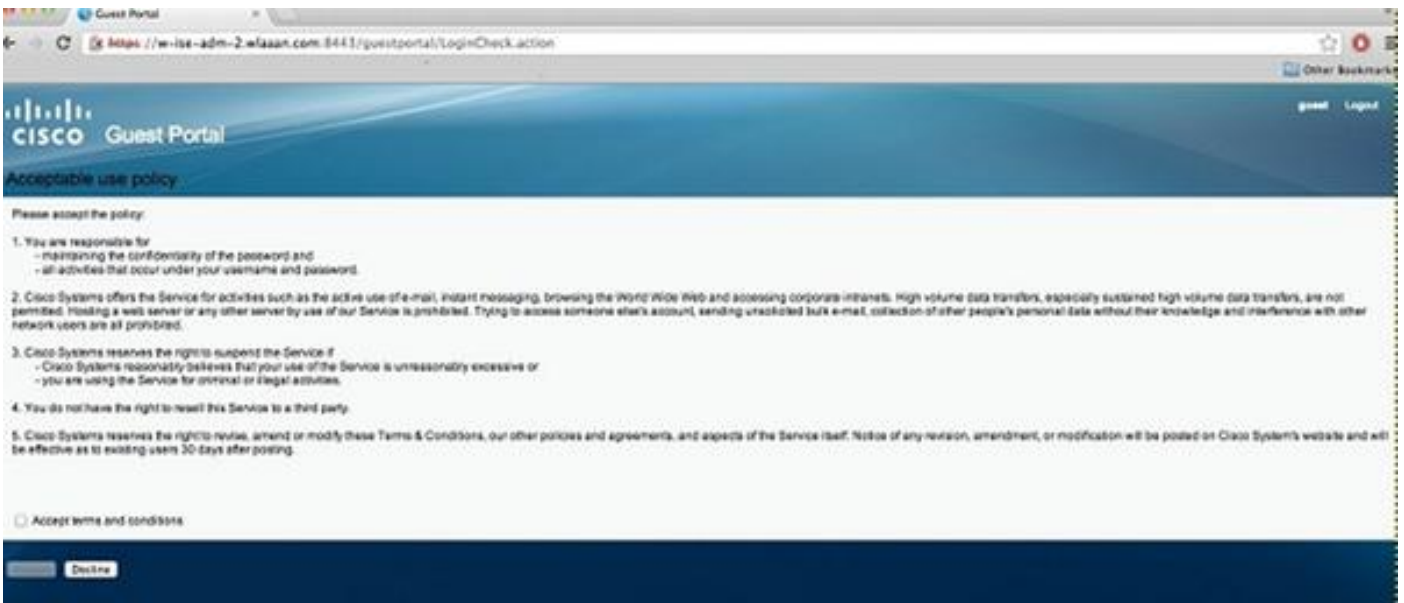 Guest Portal
https://w-ise-adm-2.wlaaan.com:8443/guestportal/LoginCheck.action
Other Bookmarks
guest Logout
CISCO Guest Portal
Acceptable use policy
Please accept the policy:
1. You are responsible for
- maintaining the confidentiality of the password and
- all activities that occur under your username and password.
2. Cisco Systems offers the Service for activities such as the active use of e-mail, instant messaging, browsing the World Wide Web and accessing corporate intranets. High volume data transfers, especially sustained high volume data transfers, are not
permitted. Hosting a web server or any other server by use of our Service is prohibited. Trying to access someone else's account, sending unsolicited bulk e-mail, collection of other people's personal data without their knowledge and interference with other
network users are all prohibited.
3. Cisco Systems reserves the right to suspend the Service if
- Cisco Systems reasonably believes that your use of the Service is unreasonably excessive or
- you are using the Service for criminal or illegal activities.
4. You do not have the right to resell this Service to a third party.
5. Cisco Systems reserves the right to revise, amend or modify these Terms & Conditions, our other policies and agreements, and aspects of the Service itself. Notice of any revision, amendment, or modification will be posted on Cisco System's website and will
be effective as to existing users 30 days after posting.
Accept terms and conditions
Decline